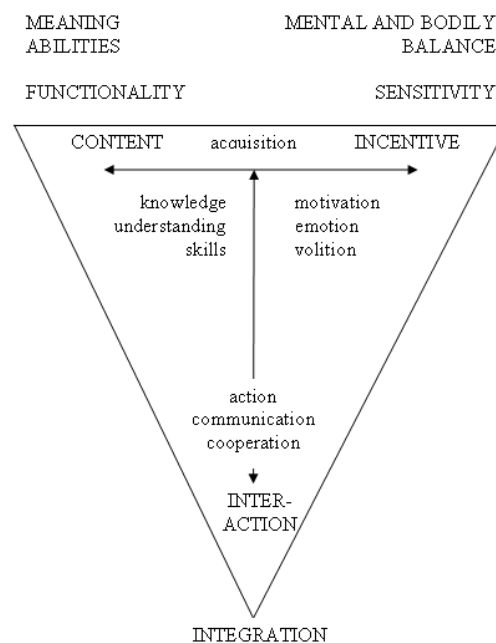 MEANING
ABILITIES
MENTAL AND BODILY
BALANCE
FUNCTIONALITY
SENSITIVITY
CONTENT acquisition INCENTIVE
knowledge
understanding
skills
motivation
emotion
volition
action
communication
cooperation
INTER-
ACTION
INTEGRATION